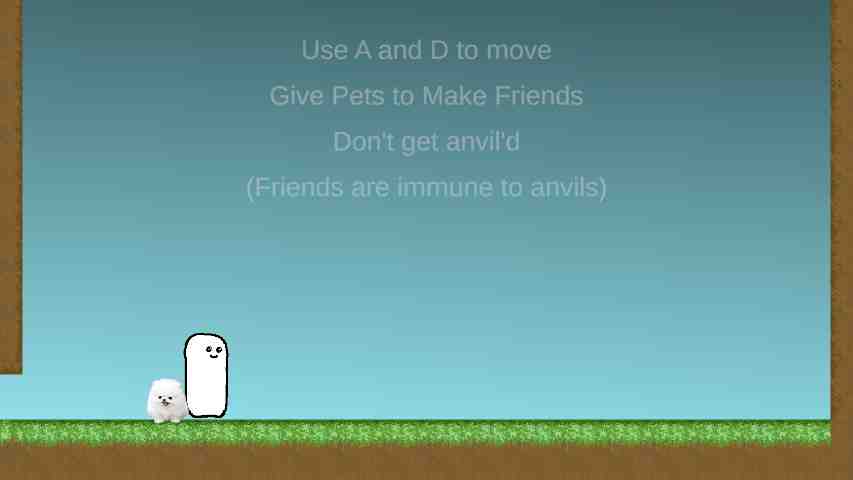 Use A and D to move
Give Pets to Make Friends
Don't get anvil'd
(Friends are immune to anvils)